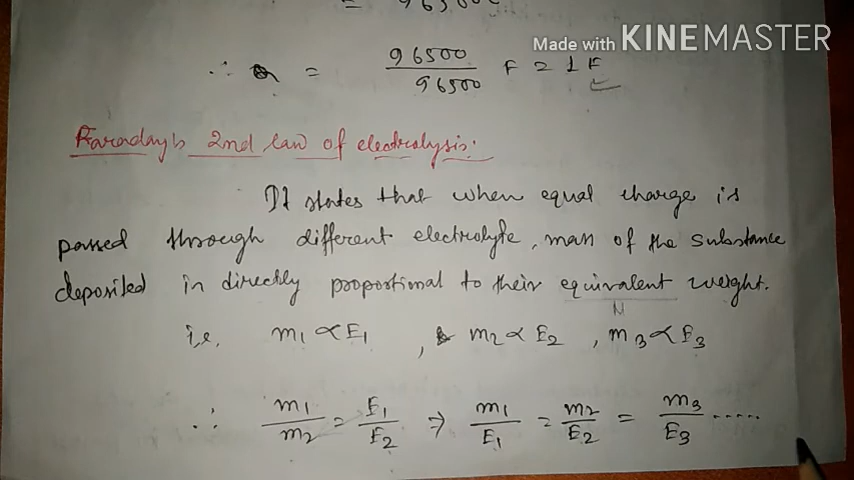 = 96500
Made with KINEMASTER
∴ = 96500/96500 F = 1F
Faraday's 2nd law of electrolysis:
It states that when equal charge is
passed through different electrolyte, mass of the substance
deposited is directly proportional to their equivalent weight.
i.e. m1 ∝ E1 , m2 ∝ E2 , m3 ∝ E3
∴ m1/m2 = E1/E2 ⇒ m1/E1 = m2/E2 = m3/E3 .....